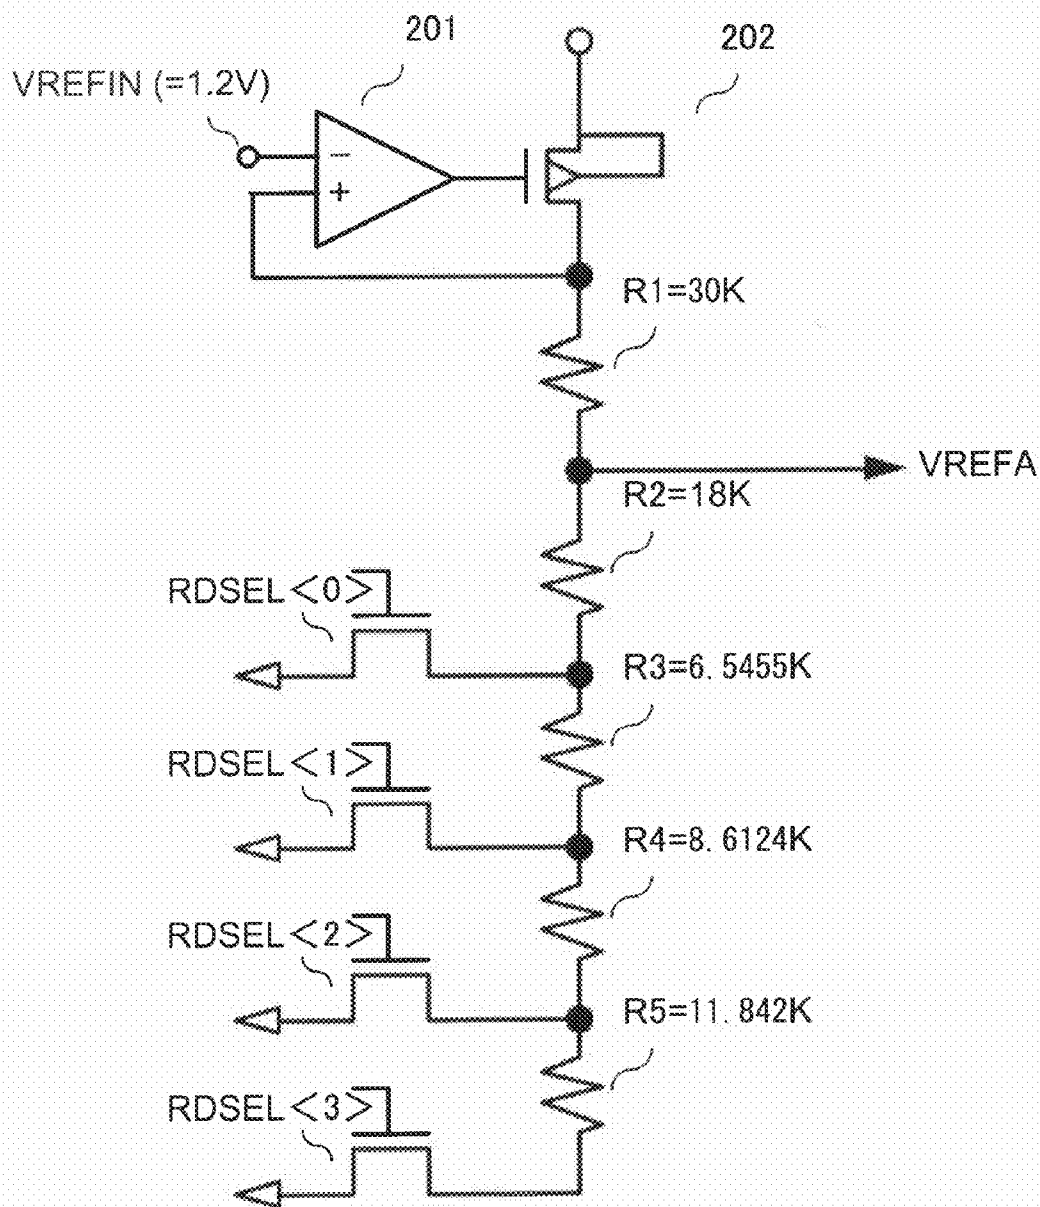 201
202
VREFIN (=1.2V)
−
+
R1=30K
VREFA
R2=18K
RDSEL<0>
R3=6.5455K
RDSEL<1>
R4=8.6124K
RDSEL<2>
R5=11.842K
RDSEL<3>